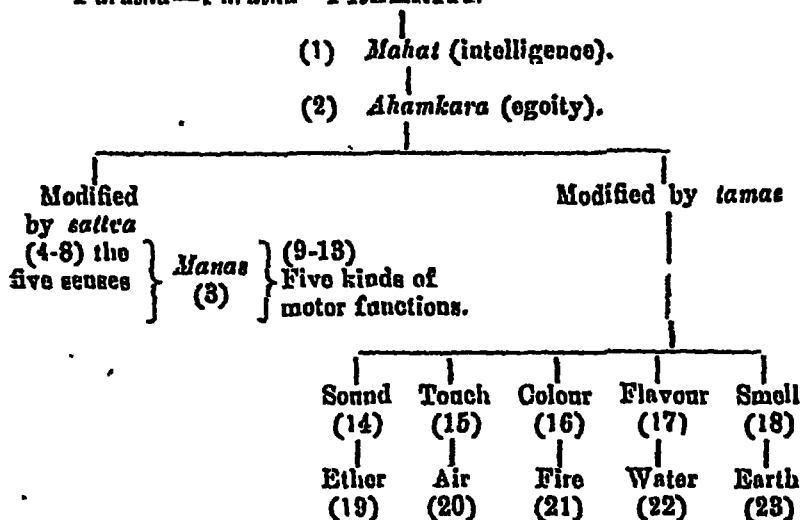 (1) Mahat (intelligence).
(2) Ahamkara (egoity).
Modified
by sattva
(4-8) the
five senses
Manas
(3)
(9-13)
Five kinds of
motor functions.
Modified by tamas
Sound Touch Colour Flavour Smell
(14) (15) (16) (17) (18)
Ether Air Fire Water Earth
(19) (20) (21) (22) (23)